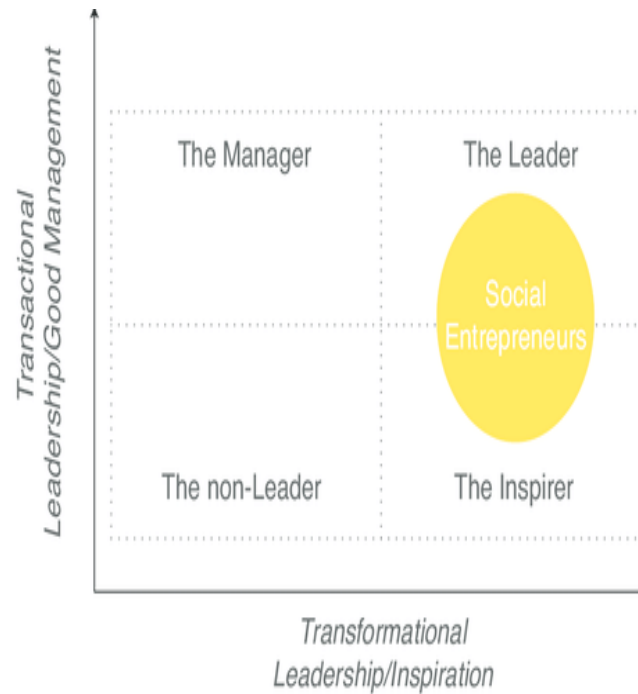 Transactional
Leadership/Good Management
The Manager
The Leader
Social
Entrepreneurs
The non-Leader
The Inspirer
Transformational
Leadership/Inspiration